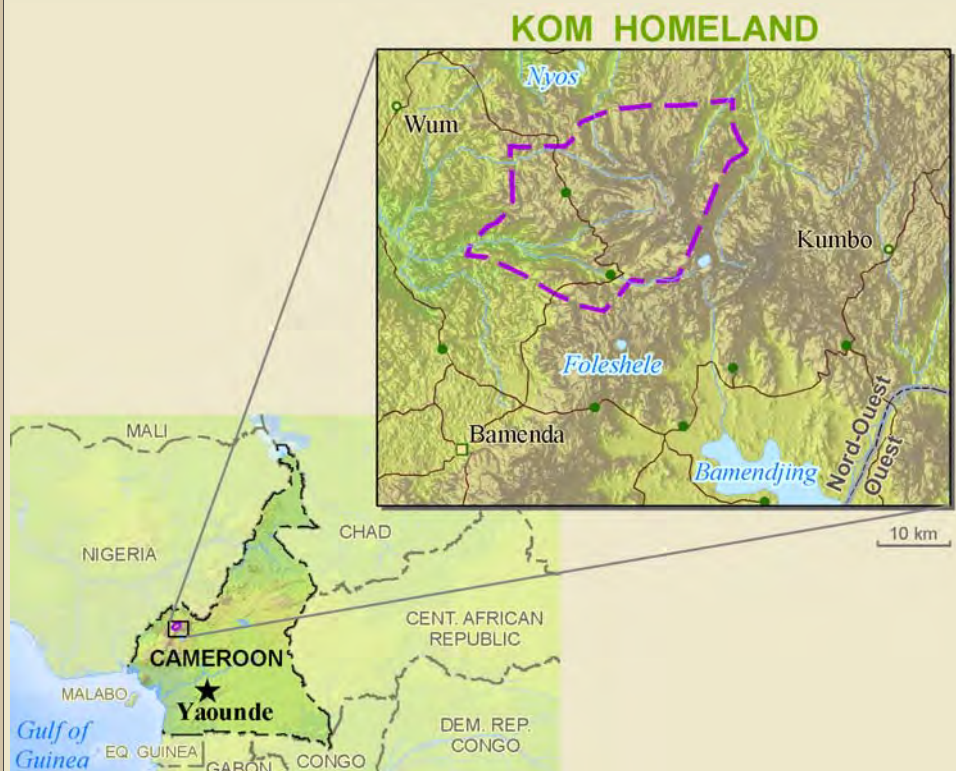 KOM HOMELAND
Nyos
Wum
Kumbo
Foleshele
Bamenda
Bamendjing
Nord-Ouest
Ouest
10 km
MALI
NIGERIA
CHAD
CENT. AFRICAN
REPUBLIC
CAMEROON
MALABO
Yaounde
Gulf of
Guinea
EQ. GUINEA
GABON
CONGO
DEM. REP.
CONGO